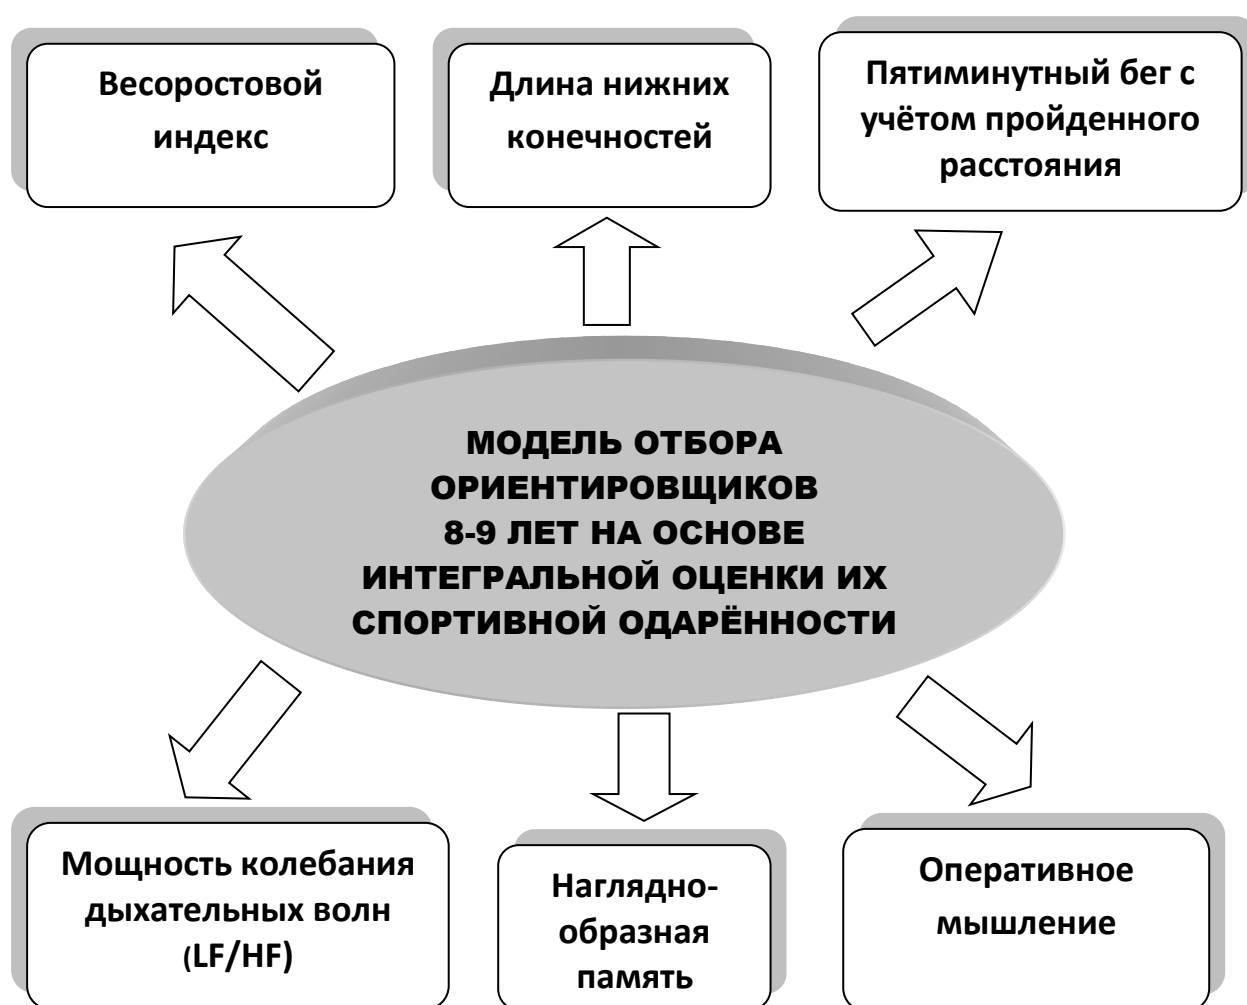 Весоростовой
индекс
Длина нижних
конечностей
Пятиминутный бег с
учётом пройденного
расстояния
МОДЕЛЬ ОТБОРА
ОРИЕНТИРОВЩИКОВ
8-9 ЛЕТ НА ОСНОВЕ
ИНТЕГРАЛЬНОЙ ОЦЕНКИ ИХ
СПОРТИВНОЙ ОДАРЁННОСТИ
Мощность колебания
дыхательных волн
(LF/HF)
Наглядно-
образная
память
Оперативное
мышление